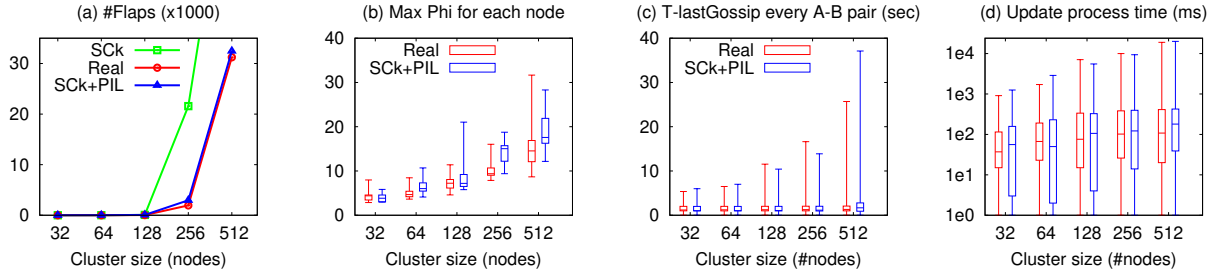 (a) #Flaps (x1000)
SCk
Real
SCk+PIL
30
20
10
0
32 64 128 256 512
Cluster size (nodes)
(b) Max Phi for each node
Real
SCk+PIL
40
30
20
10
0
32 64 128 256 512
Cluster size (nodes)
(c) T-lastGossip every A-B pair (sec)
Real
SCk+PIL
40
30
20
10
0
32 64 128 256 512
Cluster size (#nodes)
(d) Update process time (ms)
1e4
1e3
1e2
1e1
1e0
32 64 128 256 512
Cluster size (#nodes)